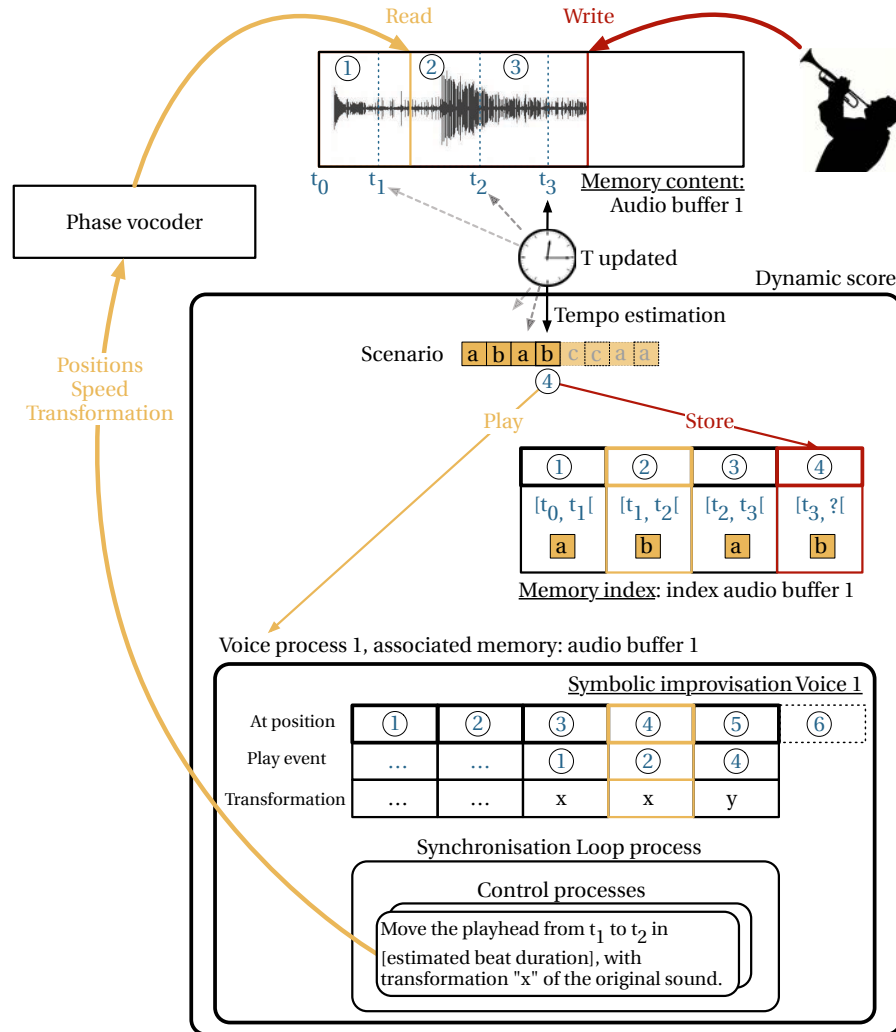 Read
Write
① ② ③
t0 t1 t2 t3
Memory content:
Audio buffer 1
Phase vocoder
T updated
Dynamic score
Tempo estimation
Scenario a b a b c c a a
④
Positions
Speed
Transformation
Play
Store
① ② ③ ④
[t0, t1[ [t1, t2[ [t2, t3[ [t3, ?[
a b a b
Memory index: index audio buffer 1
Voice process 1, associated memory: audio buffer 1
Symbolic improvisation Voice 1
At position ① ② ③ ④ ⑤ ⑥
Play event ... ... ① ② ④
Transformation ... ... x x y
Synchronisation Loop process
Control processes
Move the playhead from t1 to t2 in
[estimated beat duration], with
transformation "x" of the original sound.